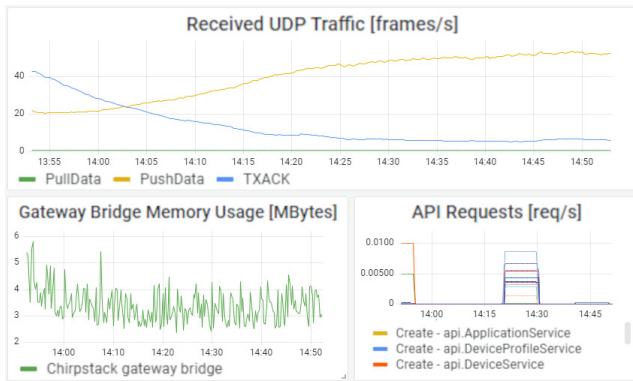 Received UDP Traffic [frames/s]
40
20
0
13:55 14:00 14:05 14:10 14:15 14:20 14:25 14:30 14:35 14:40 14:45 14:50
PullData PushData TXACK
Gateway Bridge Memory Usage [MBytes]
6
5
4
3
2
14:00 14:10 14:20 14:30 14:40 14:50
Chirpstack gateway bridge
API Requests [req/s]
0.0100
0.00500
0
14:00 14:15 14:30 14:45
Create - api.ApplicationService
Create - api.DeviceProfileService
Create - api.DeviceService